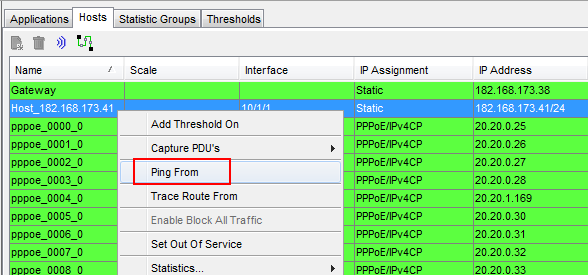 Applications Hosts Statistic Groups Thresholds
Name / Scale Interface IP Assignment IP Address
Gateway Static 182.168.173.38
Host_182.168.173.41 10/1/1 Static 182.168.173.41/24
pppoe_0000_0 Add Threshold On PPPoE/IPv4CP 20.20.0.25
pppoe_0001_0 Capture PDU's PPPoE/IPv4CP 20.20.0.26
pppoe_0002_0 PPPoE/IPv4CP 20.20.0.27
pppoe_0003_0 Ping From PPPoE/IPv4CP 20.20.0.28
pppoe_0004_0 Trace Route From PPPoE/IPv4CP 20.20.1.169
pppoe_0005_0 Enable Block All Traffic PPPoE/IPv4CP 20.20.0.30
pppoe_0006_0 Set Out Of Service PPPoE/IPv4CP 20.20.0.31
pppoe_0007_0 PPPoE/IPv4CP 20.20.0.32
pppoe_0008_0 Statistics... PPPoE/IPv4CP 20.20.0.33